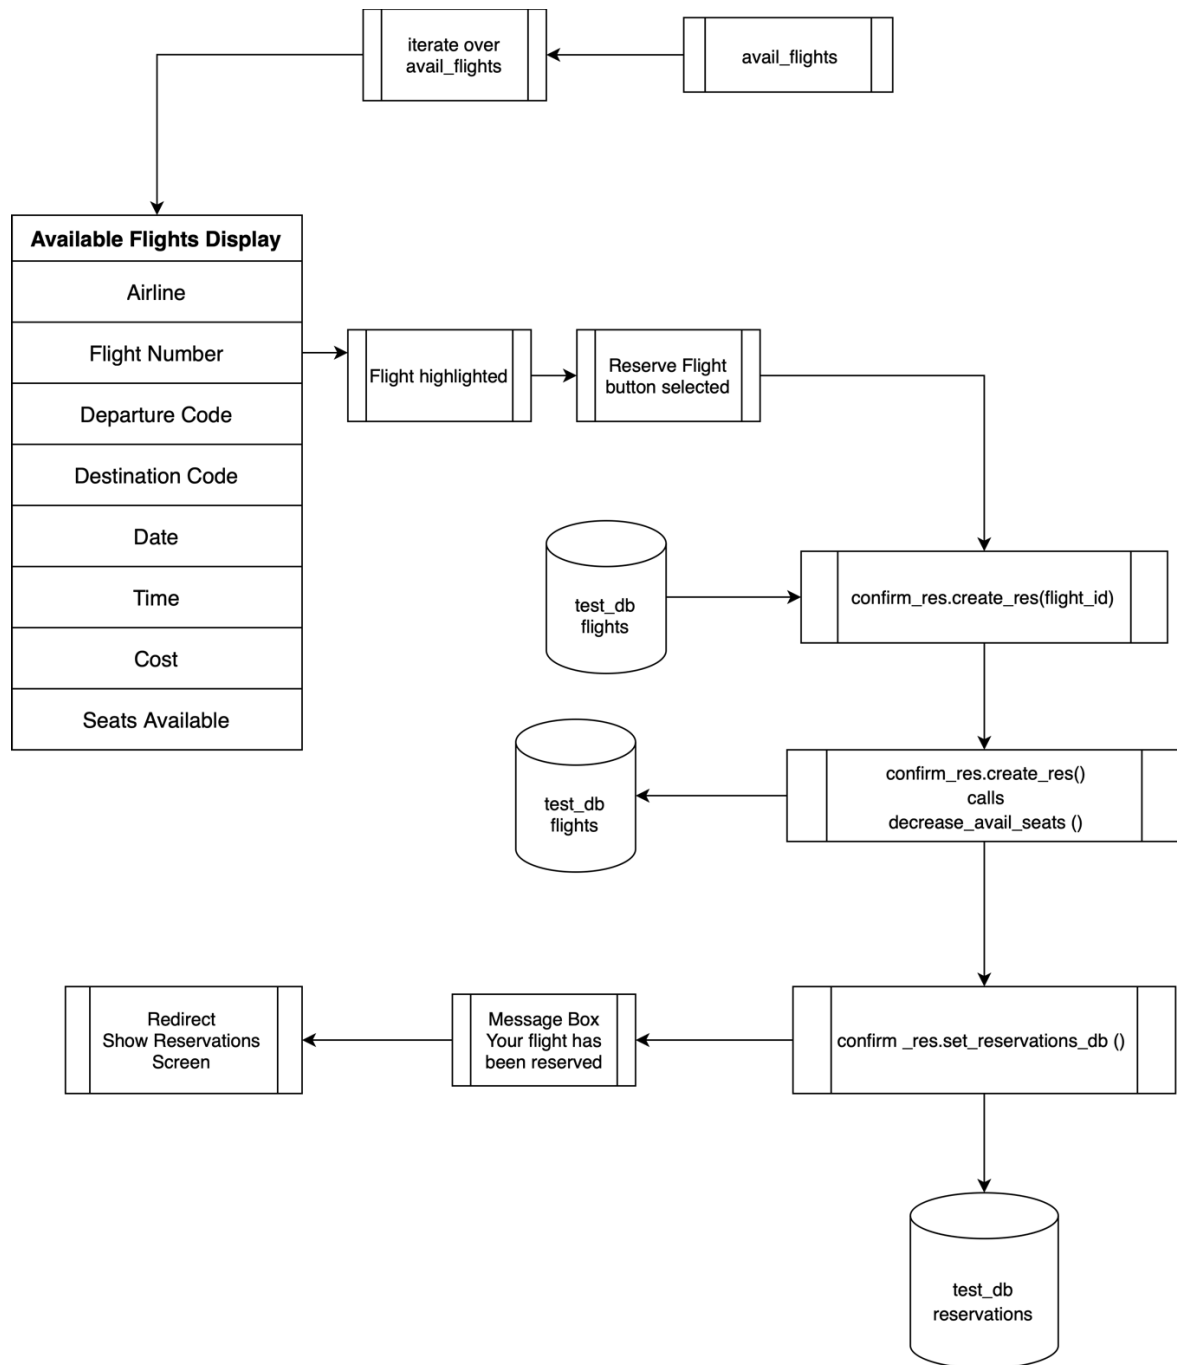 iterate over
avail_flights
avail_flights
Available Flights Display
Airline
Flight Number
Departure Code
Destination Code
Date
Time
Cost
Seats Available
Flight highlighted
Reserve Flight
button selected
test_db
flights
confirm_res.create_res(flight_id)
test_db
flights
confirm_res.create_res()
calls
decrease_avail_seats ()
Redirect
Show Reservations
Screen
Message Box
Your flight has
been reserved
confirm _res.set_reservations_db ()
test_db
reservations